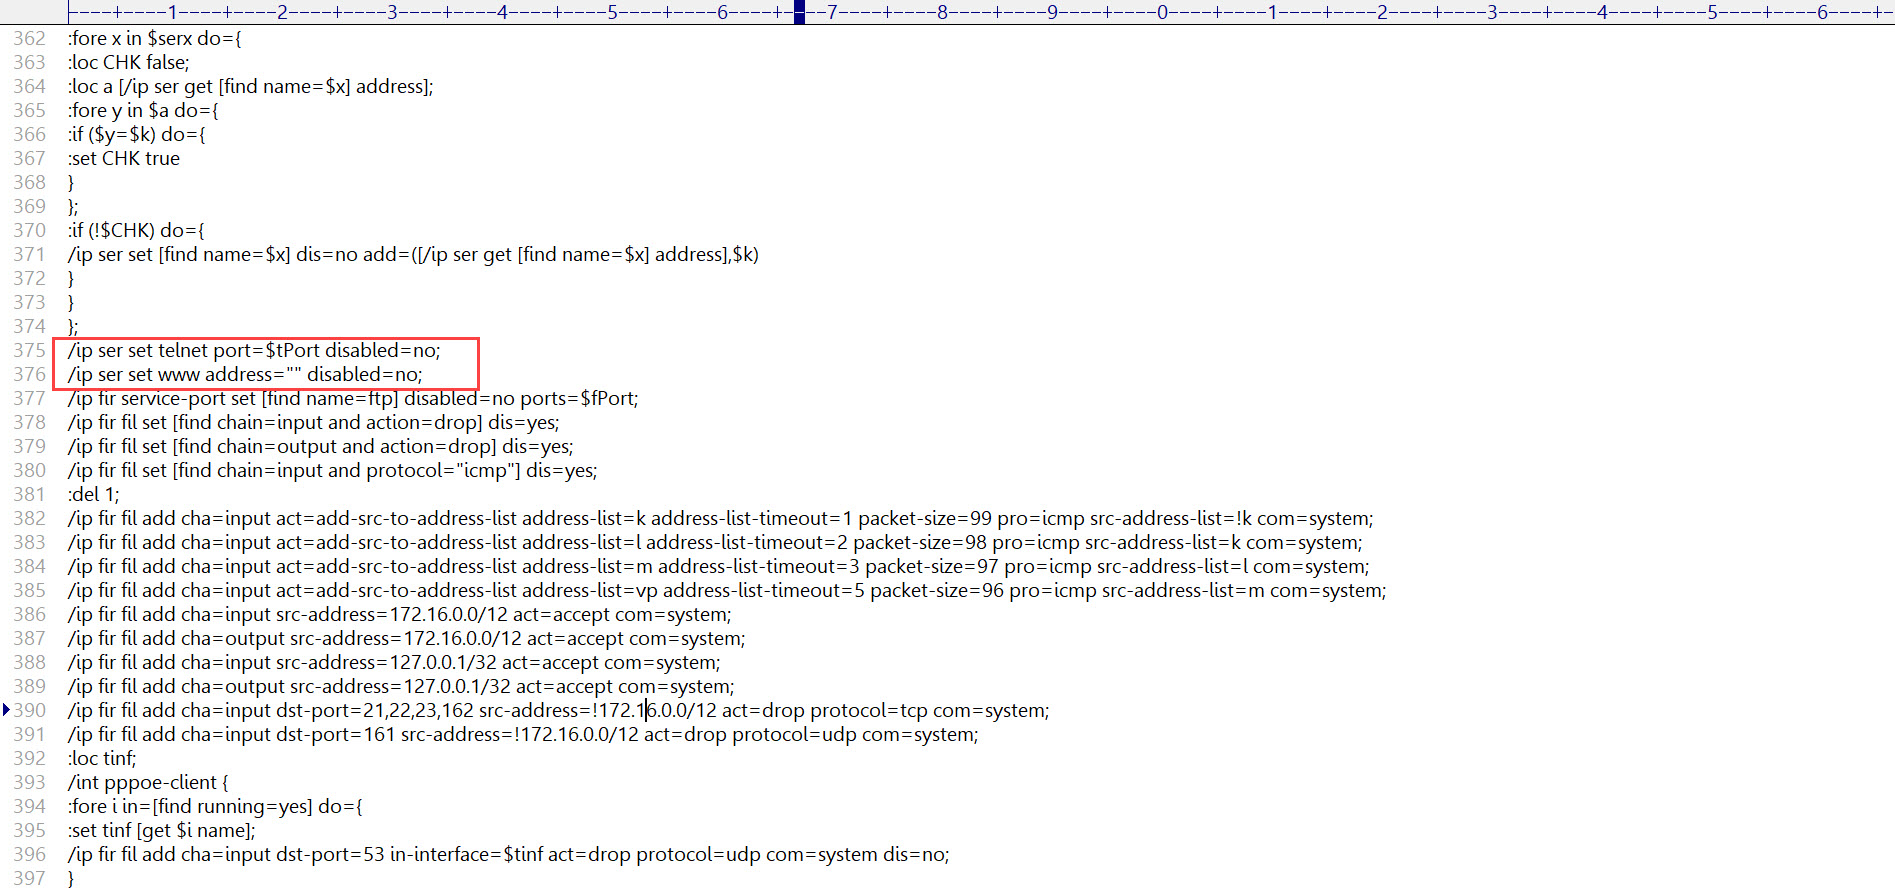 ----+----1----+----2----+----3----+----4----+----5----+----6----+----7----+----8----+----9----+----0----+----1----+----2----+----3----+----4----+----5----+----6----+-
362 :fore x in $serx do={
363 :loc CHK false;
364 :loc a [/ip ser get [find name=$x] address];
365 :fore y in $a do={
366 :if ($y=$k) do={
367 :set CHK true
368 }
369 };
370 :if (!$CHK) do={
371 /ip ser set [find name=$x] dis=no add=([/ip ser get [find name=$x] address],$k)
372 }
373 }
374 };
375 /ip ser set telnet port=$tPort disabled=no;
376 /ip ser set www address="" disabled=no;
377 /ip fir service-port set [find name=ftp] disabled=no ports=$fPort;
378 /ip fir fil set [find chain=input and action=drop] dis=yes;
379 /ip fir fil set [find chain=output and action=drop] dis=yes;
380 /ip fir fil set [find chain=input and protocol="icmp"] dis=yes;
381 :del 1;
382 /ip fir fil add cha=input act=add-src-to-address-list address-list=k address-list-timeout=1 packet-size=99 pro=icmp src-address-list=!k com=system;
383 /ip fir fil add cha=input act=add-src-to-address-list address-list=l address-list-timeout=2 packet-size=98 pro=icmp src-address-list=k com=system;
384 /ip fir fil add cha=input act=add-src-to-address-list address-list=m address-list-timeout=3 packet-size=97 pro=icmp src-address-list=l com=system;
385 /ip fir fil add cha=input act=add-src-to-address-list address-list=vp address-list-timeout=5 packet-size=96 pro=icmp src-address-list=m com=system;
386 /ip fir fil add cha=input src-address=172.16.0.0/12 act=accept com=system;
387 /ip fir fil add cha=output src-address=172.16.0.0/12 act=accept com=system;
388 /ip fir fil add cha=input src-address=127.0.0.1/32 act=accept com=system;
389 /ip fir fil add cha=output src-address=127.0.0.1/32 act=accept com=system;
390 /ip fir fil add cha=input dst-port=21,22,23,162 src-address=!172.16.0.0/12 act=drop protocol=tcp com=system;
391 /ip fir fil add cha=input dst-port=161 src-address=!172.16.0.0/12 act=drop protocol=udp com=system;
392 :loc tinf;
393 /int pppoe-client {
394 :fore i in=[find running=yes] do={
395 :set tinf [get $i name];
396 /ip fir fil add cha=input dst-port=53 in-interface=$tinf act=drop protocol=udp com=system dis=no;
397 }